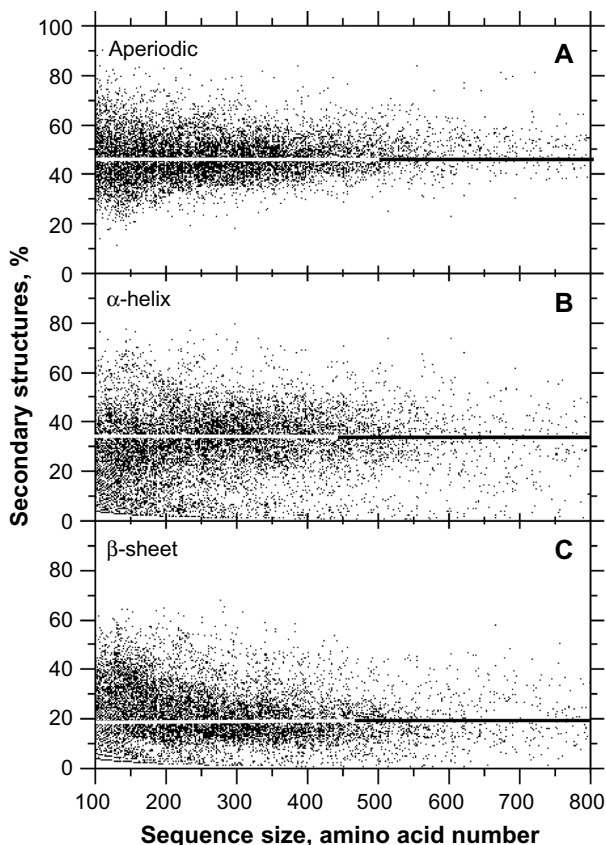 Secondary structures, %
100
80
60
40
20
0
Aperiodic
A
80
60
40
20
0
α-helix
B
80
60
40
20
0
β-sheet
C
100 200 300 400 500 600 700 800
Sequence size, amino acid number